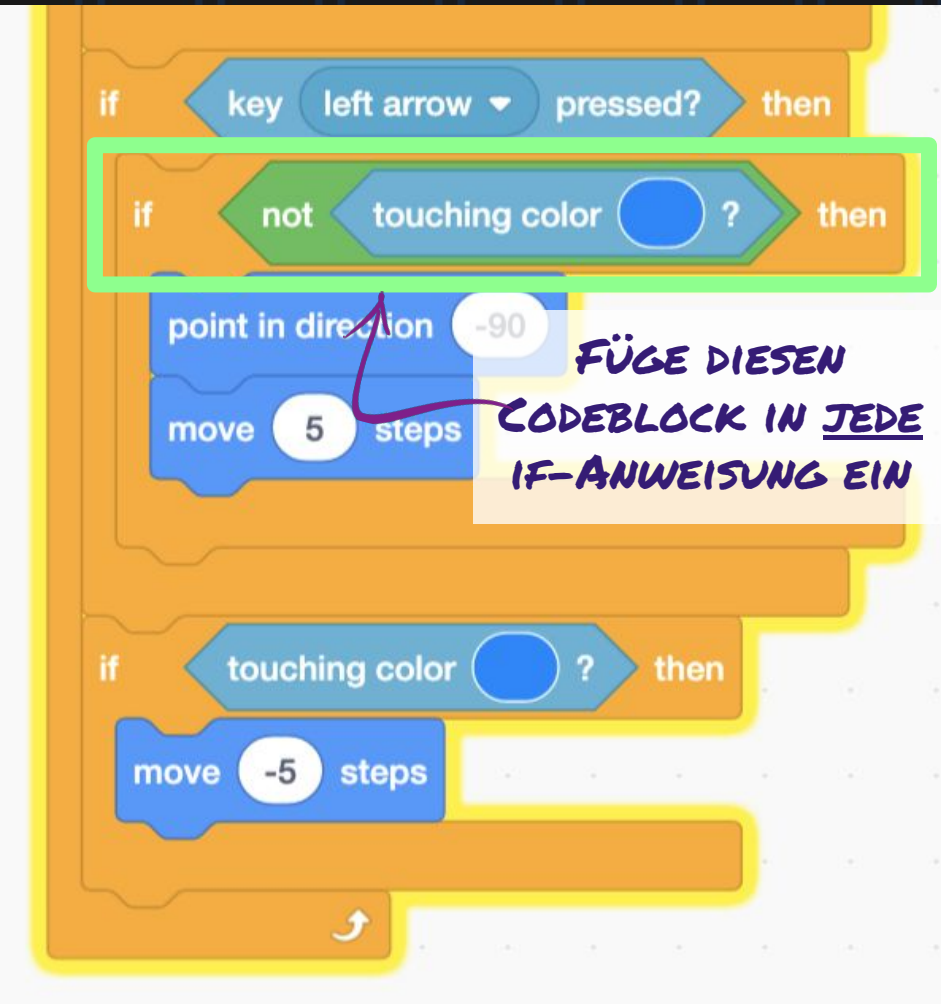 if key left arrow pressed? then
if not touching color ? then
point in direction -90
move 5 steps
FÜGE DIESEN
CODEBLOCK IN JEDE
IF-ANWEISUNG EIN
if touching color ? then
move -5 steps